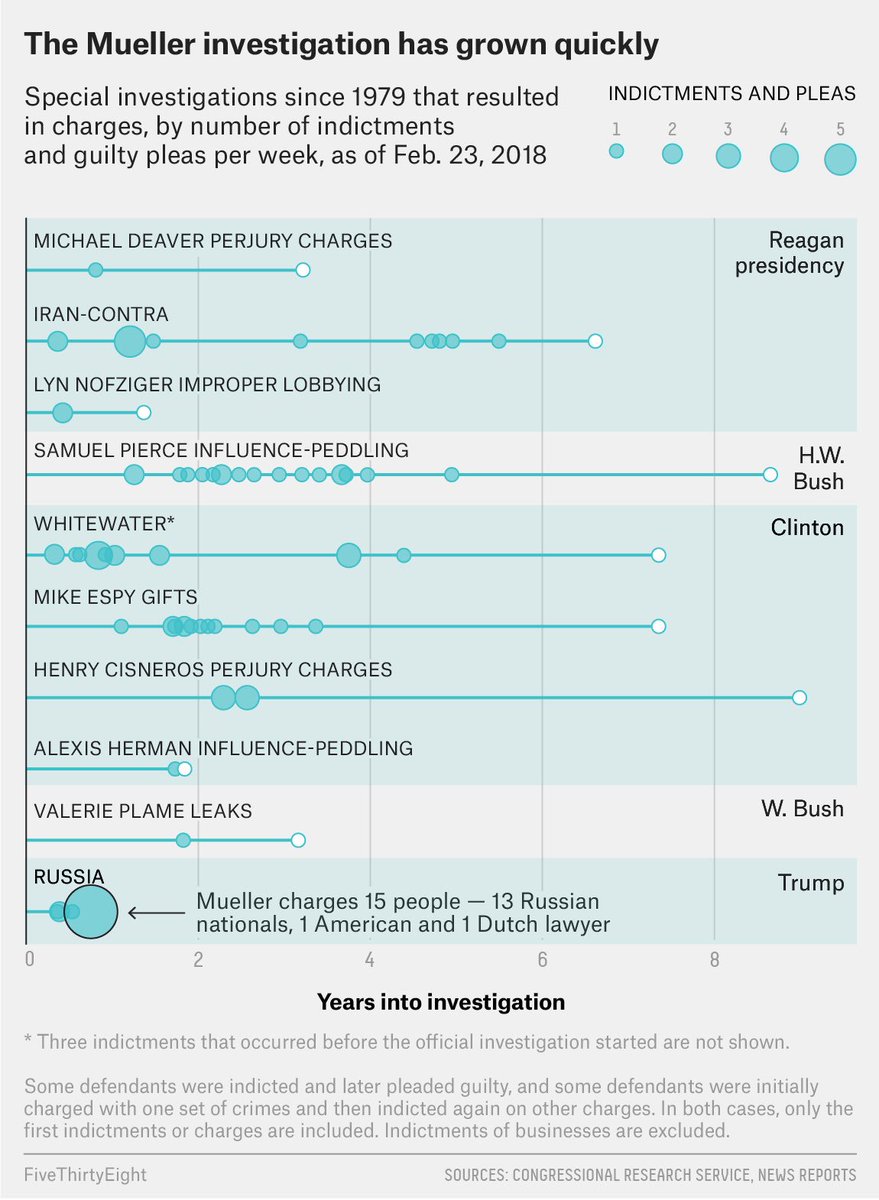 The Mueller investigation has grown quickly
Special investigations since 1979 that resulted
in charges, by number of indictments
and guilty pleas per week, as of Feb. 23, 2018
INDICTMENTS AND PLEAS
1 2 3 4 5
MICHAEL DEAVER PERJURY CHARGES
Reagan
presidency
IRAN-CONTRA
LYN NOFZIGER IMPROPER LOBBYING
SAMUEL PIERCE INFLUENCE-PEDDLING
H.W.
Bush
WHITEWATER*
Clinton
MIKE ESPY GIFTS
HENRY CISNEROS PERJURY CHARGES
ALEXIS HERMAN INFLUENCE-PEDDLING
VALERIE PLAME LEAKS
W. Bush
RUSSIA
Trump
Mueller charges 15 people — 13 Russian
nationals, 1 American and 1 Dutch lawyer
0 2 4 6 8
Years into investigation
* Three indictments that occurred before the official investigation started are not shown.
Some defendants were indicted and later pleaded guilty, and some defendants were initially
charged with one set of crimes and then indicted again on other charges. In both cases, only the
first indictments or charges are included. Indictments of businesses are excluded.
FiveThirtyEight
SOURCES: CONGRESSIONAL RESEARCH SERVICE, NEWS REPORTS